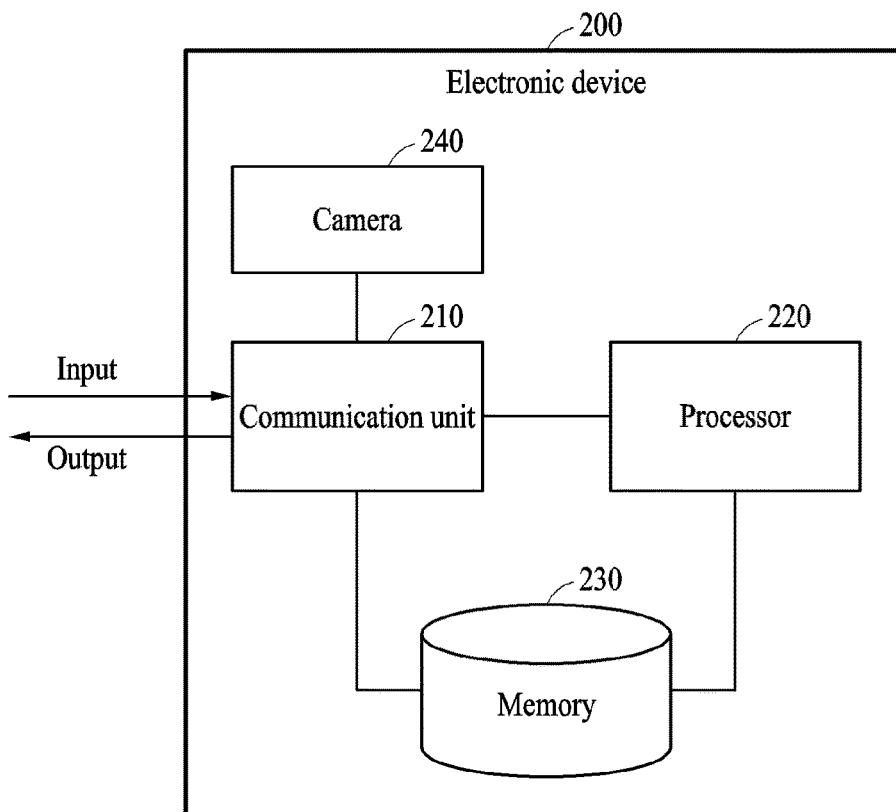 200
Electronic device
240
Camera
210
220
Input
Communication unit
Processor
Output
230
Memory